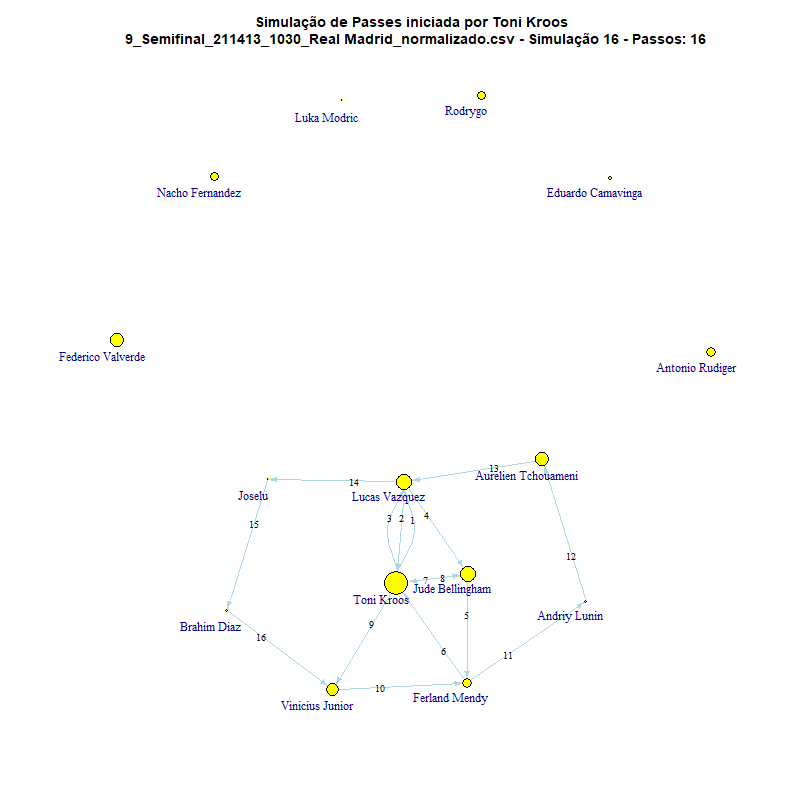 Simulação de Passes iniciada por Toni Kroos
9_Semifinal_211413_1030_Real Madrid_normalizado.csv - Simulação 16 - Passos: 16
Luka Modric
Rodrygo
Nacho Fernandez
Eduardo Camavinga
Federico Valverde
Antonio Rudiger
13
Aurelien Tchouameni
14
Joselu
Lucas Vazquez
1
3
2
1
4
15
12
7
8
Jude Bellingham
Toni Kroos
5
Andriy Lunin
9
Brahim Diaz
16
6
11
10
Ferland Mendy
Vinicius Junior